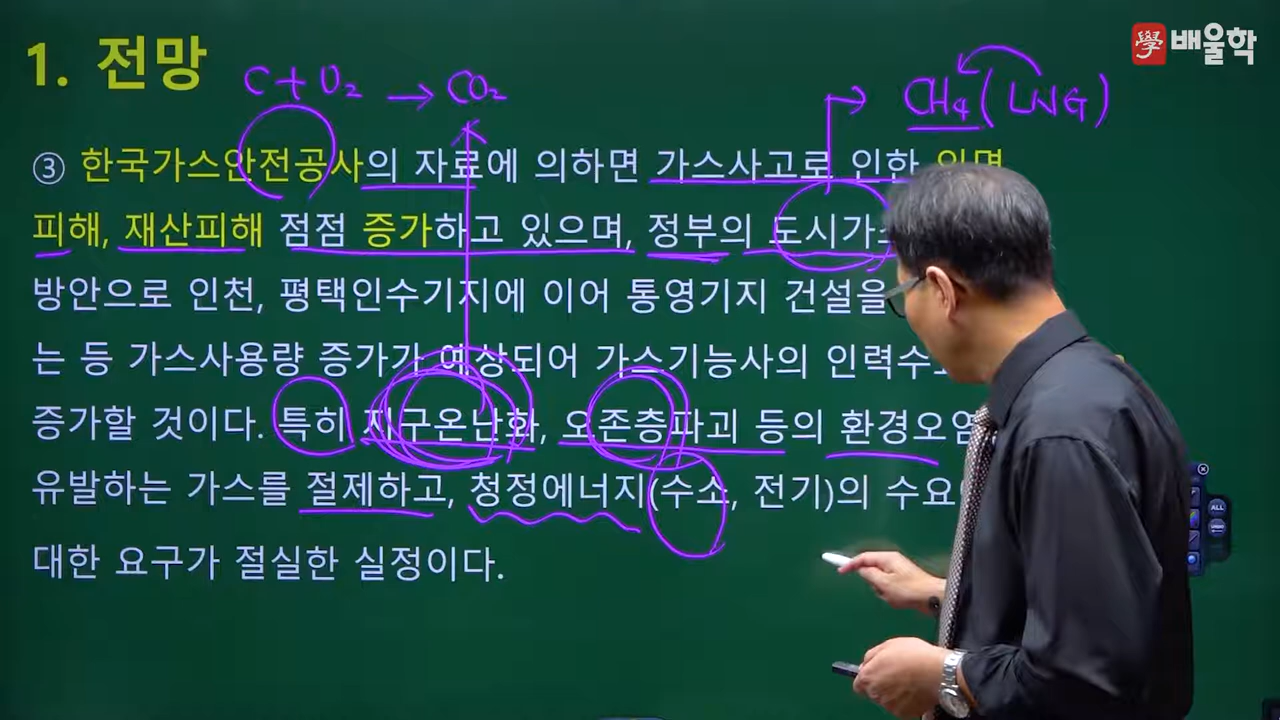 學 배울학
1. 전망
C + O₂ → CO₂
CH₄ (LNG)
③ 한국가스안전공사의 자료에 의하면 가스사고로 인한
피해, 재산피해 점점 증가하고 있으며, 정부의 도시가
방안으로 인천, 평택인수기지에 이어 통영기지 건설을
는 등 가스사용량 증가가 예상되어 가스기능사의 인력수
증가할 것이다. 특히 지구온난화, 오존층파괴 등의 환경오염
유발하는 가스를 절제하고, 청정에너지(수소, 전기)의 수요
대한 요구가 절실한 실정이다.
ALL